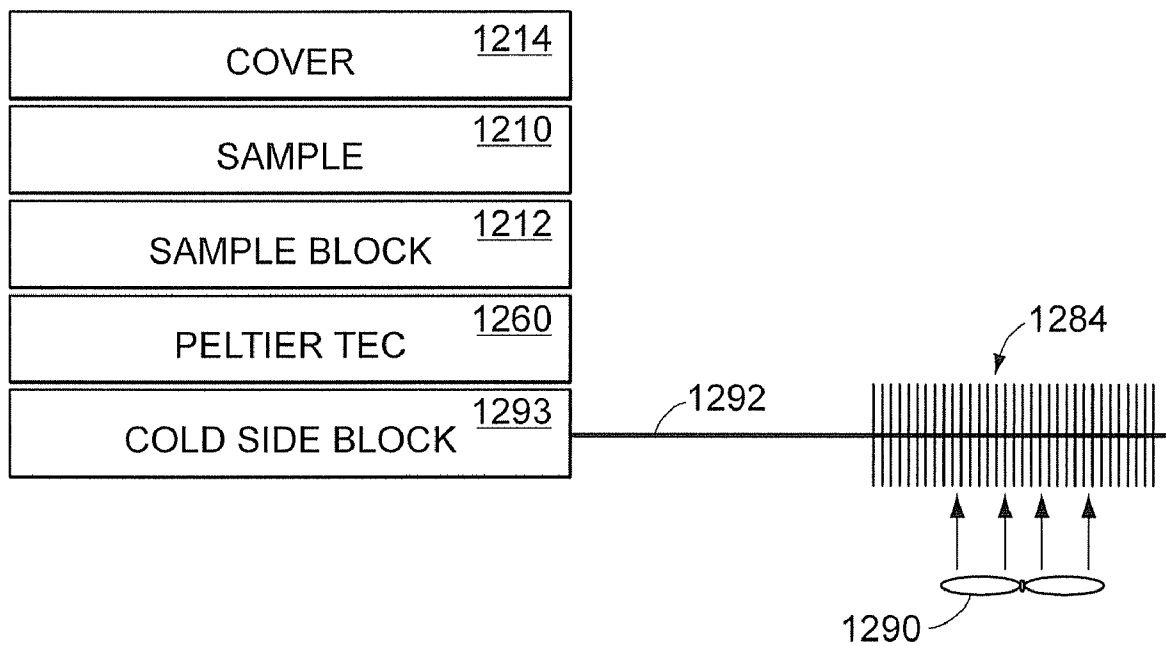 COVER 1214
SAMPLE 1210
SAMPLE BLOCK 1212
PELTIER TEC 1260
COLD SIDE BLOCK 1293
1292
1284
1290